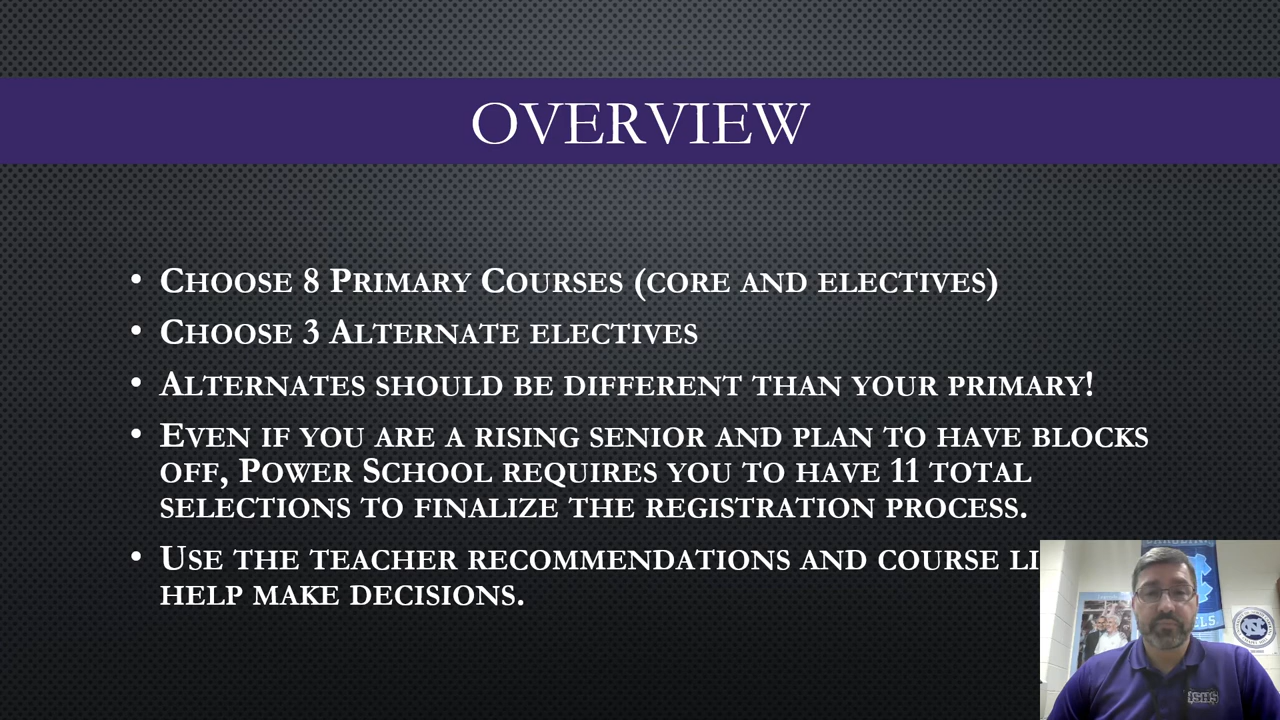 OVERVIEW
• CHOOSE 8 PRIMARY COURSES (CORE AND ELECTIVES)
• CHOOSE 3 ALTERNATE ELECTIVES
• ALTERNATES SHOULD BE DIFFERENT THAN YOUR PRIMARY!
• EVEN IF YOU ARE A RISING SENIOR AND PLAN TO HAVE BLOCKS
OFF, POWER SCHOOL REQUIRES YOU TO HAVE 11 TOTAL
SELECTIONS TO FINALIZE THE REGISTRATION PROCESS.
• USE THE TEACHER RECOMMENDATIONS AND COURSE LI
HELP MAKE DECISIONS.